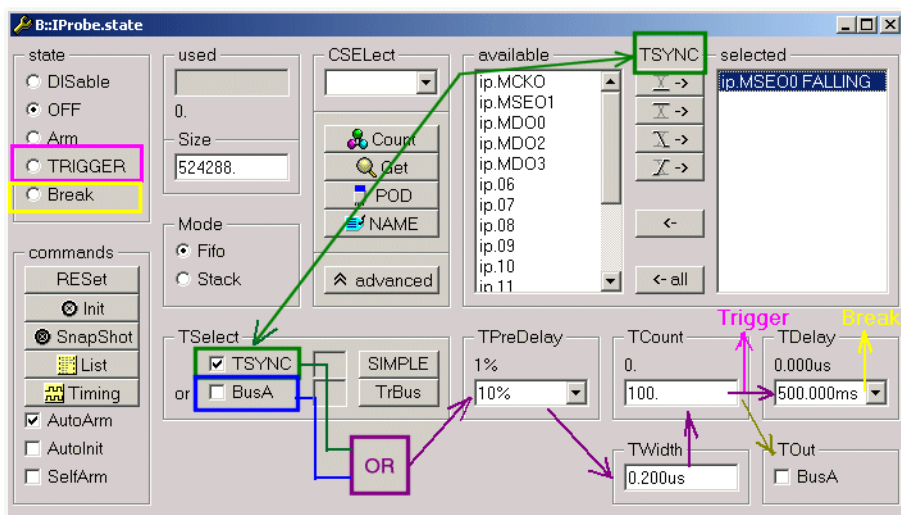 B::IProbe.state
state
DISable
OFF
Arm
TRIGGER
Break
commands
RESet
Init
SnapShot
List
Timing
AutoArm
AutoInit
SelfArm
used
0.
Size
524288.
Mode
Fifo
Stack
CSELect
Count
Get
POD
NAME
advanced
available
ip.MCKO
ip.MSEO1
ip.MDO0
ip.MDO2
ip.MDO3
ip.06
ip.07
ip.08
ip.09
ip.10
ip.11
TSYNC
X ->
X ->
X ->
X ->
<-
<- all
selected
ip.MSEO0 FALLING
TSelect
TSYNC
or BusA
SIMPLE
TrBus
OR
TPreDelay
1%
10%
Trigger
TCount
0.
100.
TWidth
0.200us
Break
TDelay
0.000us
500.000ms
TOut
BusA